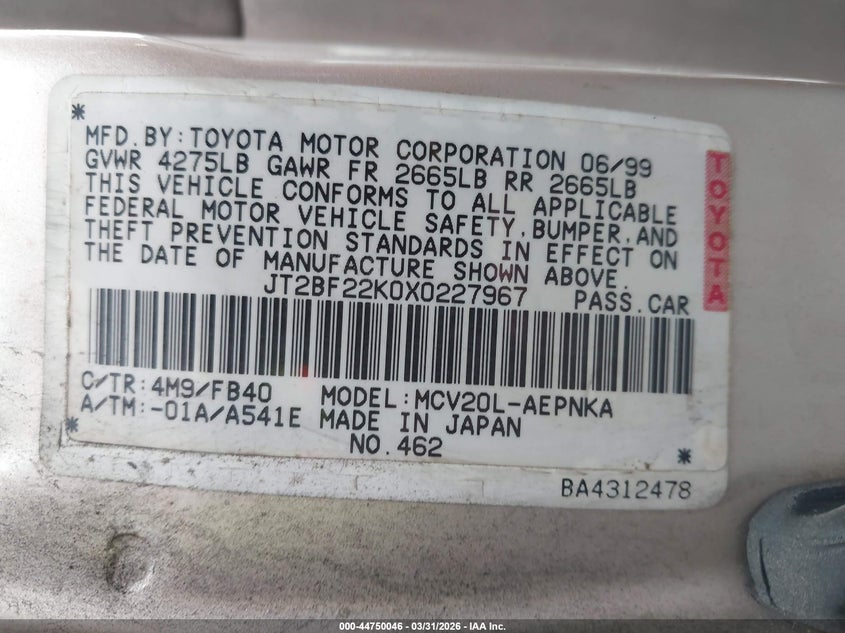 MFD.BY:TOYOTA MOTOR CORPORATION 06/99
GVWR 4275LB GAWR FR 2665LB RR 2665LB
THIS VEHICLE CONFORMS TO ALL APPLICABLE
FEDERAL MOTOR VEHICLE SAFETY,BUMPER,AND
THEFT PREVENTION STANDARDS IN EFFECT ON
THE DATE OF MANUFACTURE SHOWN ABOVE.
JT2BF22K0X0227967 PASS.CAR
C/TR:4M9/FB40 MODEL:MCV20L-AEPNKA
A/TM:-01A/A541E MADE IN JAPAN
NO.462
BA4312478
TOYOTA
000-44750046 - 03/31/2026 - IAA Inc.